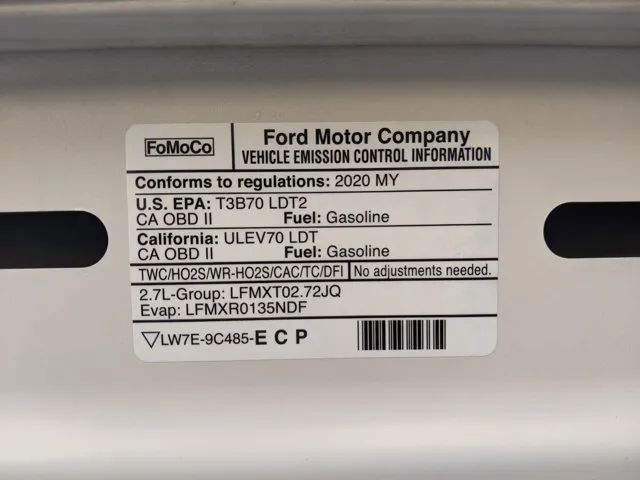 FoMoCo
Ford Motor Company
VEHICLE EMISSION CONTROL INFORMATION
Conforms to regulations: 2020 MY
U.S. EPA: T3B70 LDT2
CA OBD II Fuel: Gasoline
California: ULEV70 LDT
CA OBD II Fuel: Gasoline
TWC/HO2S/WR-HO2S/CAC/TC/DFI No adjustments needed.
2.7L-Group: LFMXT02.72JQ
Evap: LFMXR0135NDF
▽LW7E-9C485-E C P